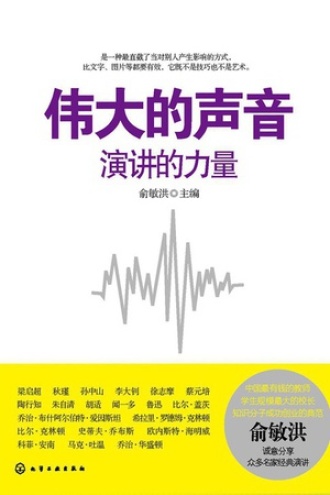 是一种最直截了当对别人产生影响的方式。
比文字、图片等都要有效。它既不是技巧也不是艺术。
伟大的声音
演讲的力量
俞敏洪◎主编
梁启超 秋瑾 孙中山 李大钊 徐志摩 蔡元培
陶行知 朱自清 胡适 闻一多 鲁迅 比尔·盖茨
乔治·布什 阿尔伯特·爱因斯坦 希拉里·罗德姆·克林顿
比尔·克林顿 史蒂夫·乔布斯 欧内斯特·海明威
科菲·安南 马克·吐温 乔治·华盛顿
中国最有钱的教师
学生规模最大的校长
知识分子成功创业的典范
俞敏洪
诚意分享
众多名家经典演讲
化学工业出版社